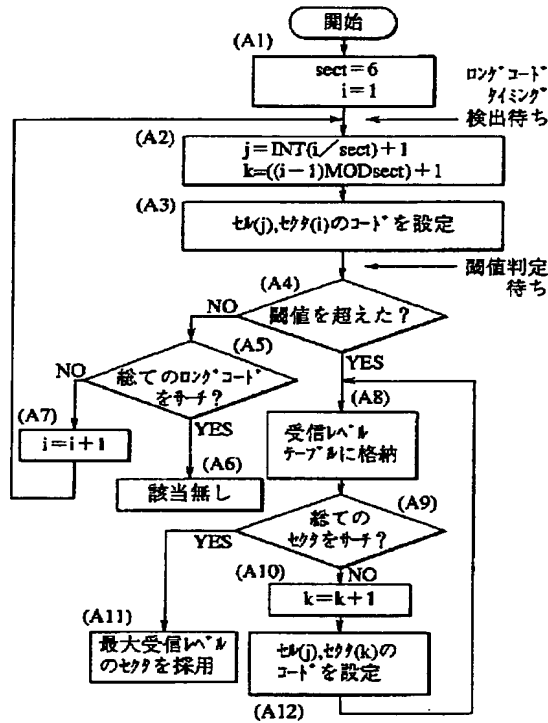 開始
(A1)
sect=6
i=1
ロングコード
タイミング
検出待ち
(A2)
j=INT(i/sect)+1
k=((i-1)MODsect)+1
(A3)
セル(j),セクタ(i)のコードを設定
閾値判定
待ち
(A4)
閾値を超えた?
NO
YES
(A5)
総てのロングコード
をサーチ?
NO
YES
(A7)
i=i+1
(A6)
該当無し
(A8)
受信レベル
テーブルに格納
(A9)
総ての
セクタをサーチ?
YES
NO
(A10)
k=k+1
(A11)
最大受信レベル
のセクタを採用
セル(j),セクタ(k)の
コードを設定
(A12)